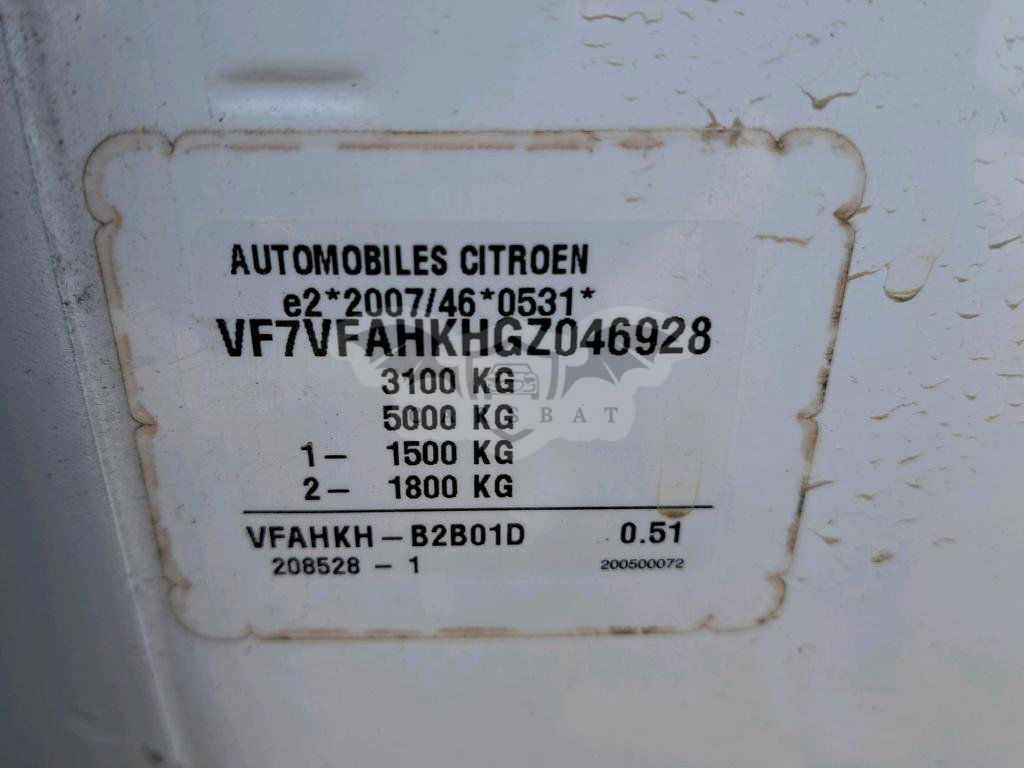 AUTOMOBILES CITROEN
e2*2007/46*0531*
VF7VFAHKHGZ046928
3100 KG
5000 KG
1- 1500 KG
2- 1800 KG
VFAHKH-B2B01D 0.51
208528-1 200500072